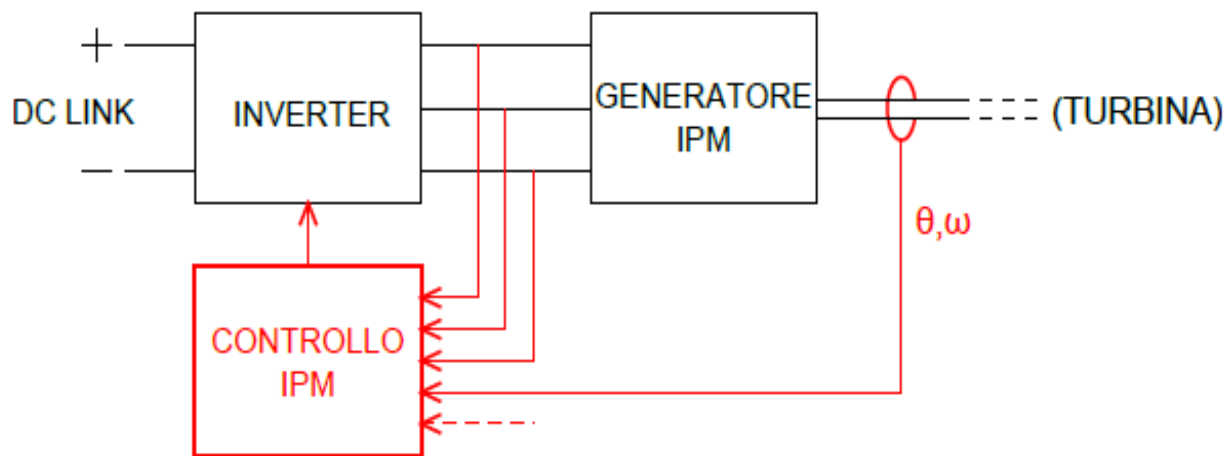 +
DC LINK
–
INVERTER
GENERATORE
IPM
(TURBINA)
θ,ω
CONTROLLO
IPM